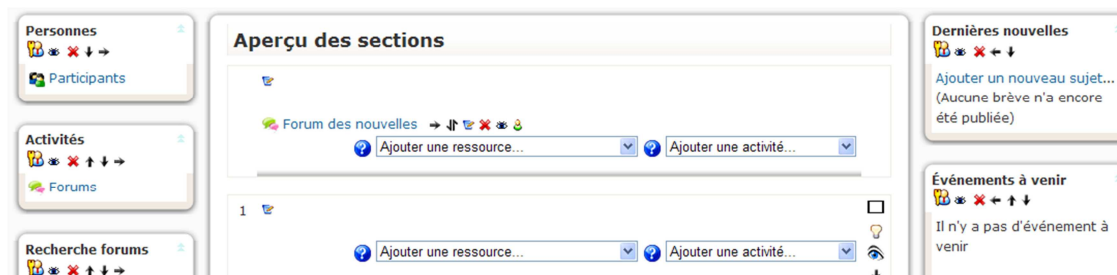 Personnes
Participants
Activités
Forums
Recherche forums
Aperçu des sections
Forum des nouvelles
Ajouter une ressource...
Ajouter une activité...
1
Ajouter une ressource...
Ajouter une activité...
Dernières nouvelles
Ajouter un nouveau sujet...
(Aucune brève n'a encore
été publiée)
Événements à venir
Il n'y a pas d'événement à
venir